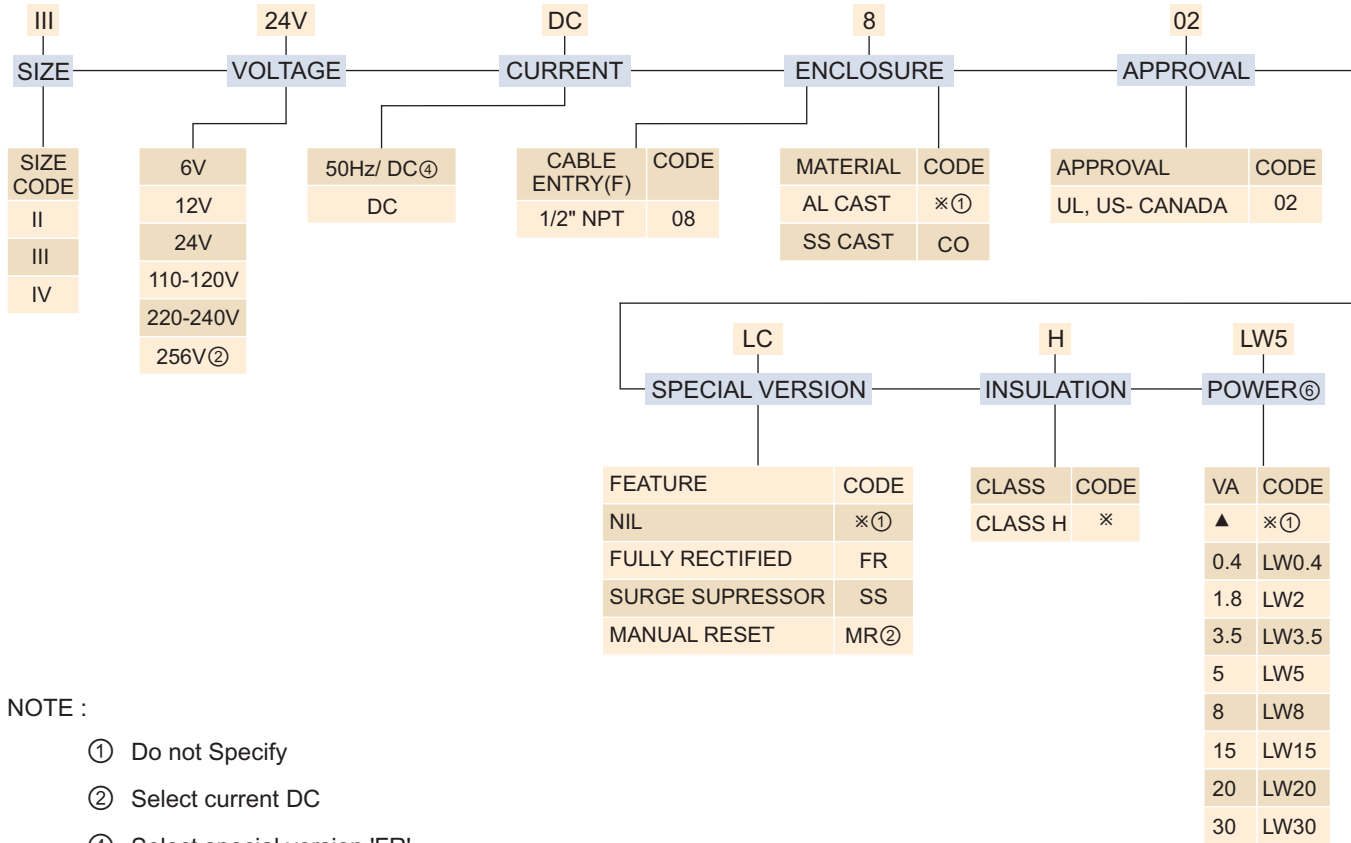 III 24V DC 8 02
SIZE VOLTAGE CURRENT ENCLOSURE APPROVAL
SIZE CODE
II
III
IV
6V
12V
24V
110-120V
220-240V
256V②
50Hz/ DC④
DC
CABLE ENTRY(F) CODE
1/2" NPT 08
MATERIAL CODE
AL CAST ※①
SS CAST CO
APPROVAL CODE
UL, US- CANADA 02
LC H LW5
SPECIAL VERSION INSULATION POWER⑥
FEATURE CODE
NIL ※①
FULLY RECTIFIED FR
SURGE SUPRESSOR SS
MANUAL RESET MR②
CLASS CODE
CLASS H ※
VA CODE
▲ ※①
0.4 LW0.4
1.8 LW2
3.5 LW3.5
5 LW5
8 LW8
15 LW15
20 LW20
30 LW30
NOTE :
① Do not Specify
② Select current DC
④ Select special version 'FR'